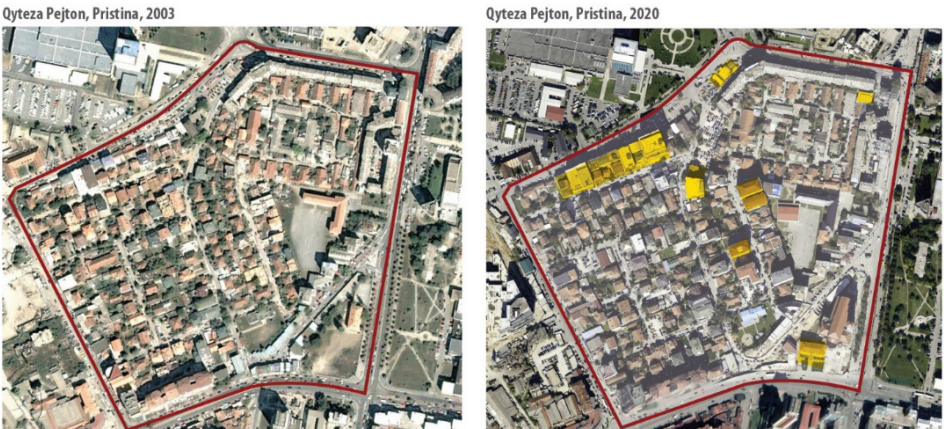 Qyteza Pejton, Pristina, 2003
Qyteza Pejton, Pristina, 2020